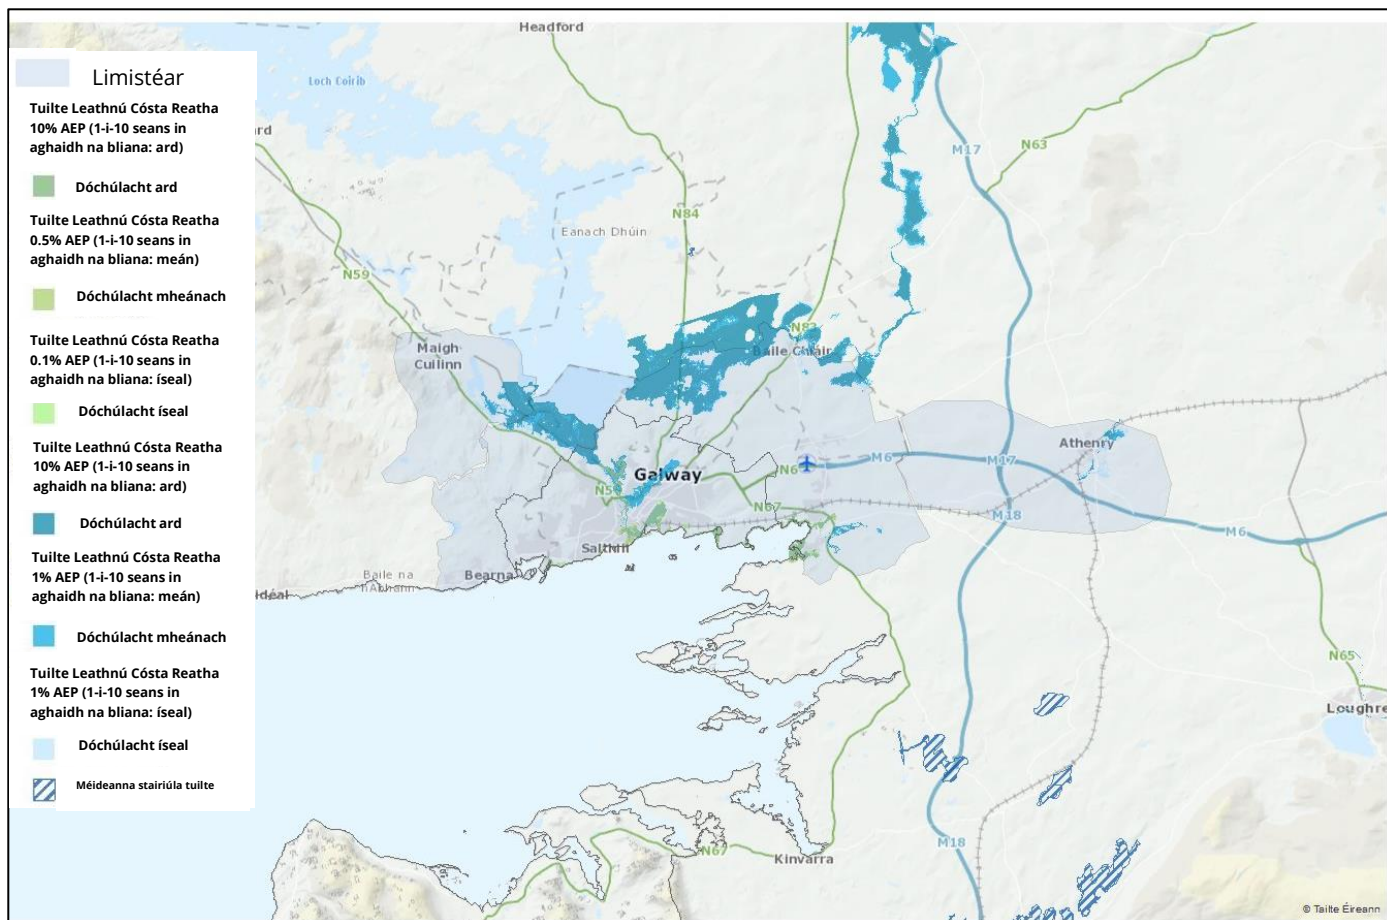 Limistéar
Tuilte Leathnú Cósta Reatha
10% AEP (1-i-10 seans in
aghaidh na bliana: ard)
Dóchúlacht ard
Tuilte Leathnú Cósta Reatha
0.5% AEP (1-i-10 seans in
aghaidh na bliana: meán)
Dóchúlacht mheánach
Tuilte Leathnú Cósta Reatha
0.1% AEP (1-i-10 seans in
aghaidh na bliana: íseal)
Dóchúlacht íseal
Tuilte Leathnú Cósta Reatha
10% AEP (1-i-10 seans in
aghaidh na bliana: ard)
Dóchúlacht ard
Tuilte Leathnú Cósta Reatha
1% AEP (1-i-10 seans in
aghaidh na bliana: meán)
Dóchúlacht mheánach
Tuilte Leathnú Cósta Reatha
1% AEP (1-i-10 seans in
aghaidh na bliana: íseal)
Dóchúlacht íseal
Méideanna stairiúla tuilte
Headford
Loch Coirib
ard
M17
N63
N84
Eanach Dhúin
N59
N83
Maigh
Cuilinn
Baile Chláir
Athenry
M6
M17
Galway
N6
N5
N67
M18
M6
Salthill
Bearna
Baile na
hAbhann
idéal
N65
Loughre
M18
N67
Kinvarra
© Tailte Éireann